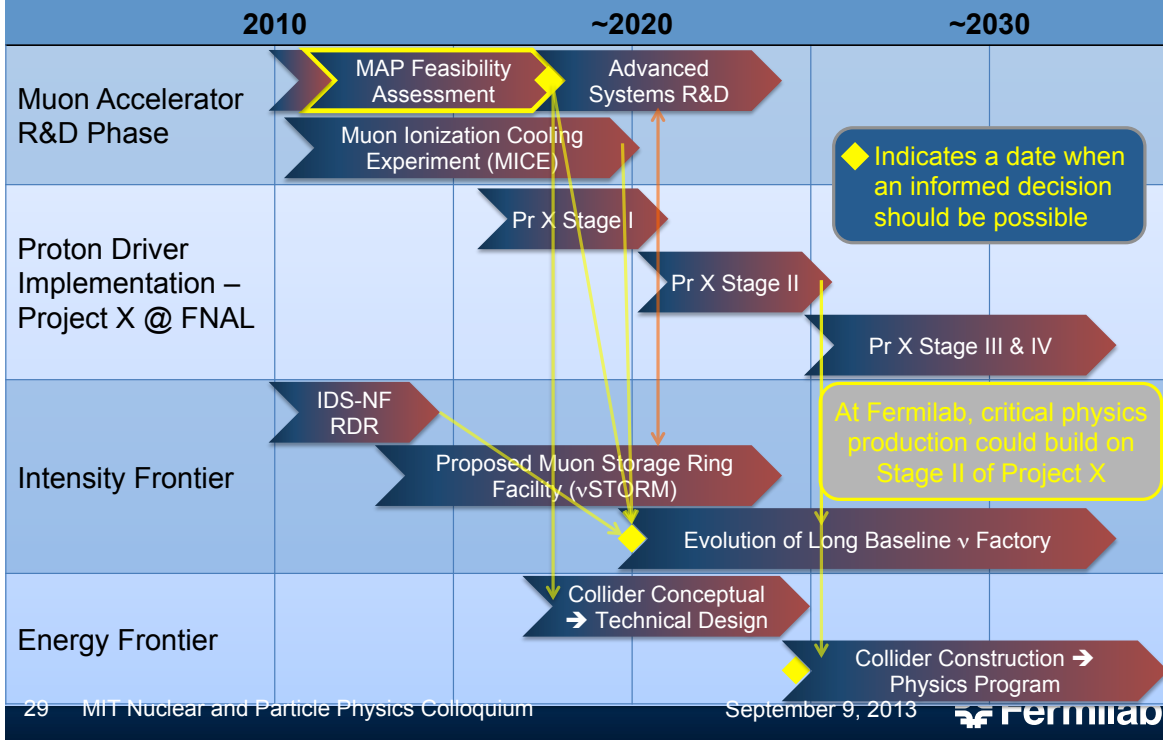 2010
~2020
~2030
Muon Accelerator
R&D Phase
MAP Feasibility
Assessment
Advanced
Systems R&D
Muon Ionization Cooling
Experiment (MICE)
Indicates a date when
an informed decision
should be possible
Proton Driver
Implementation –
Project X @ FNAL
Pr X Stage I
Pr X Stage II
Pr X Stage III & IV
Intensity Frontier
IDS-NF
RDR
At Fermilab, critical physics
production could build on
Stage II of Project X
Proposed Muon Storage Ring
Facility (νSTORM)
Evolution of Long Baseline ν Factory
Energy Frontier
Collider Conceptual
➔ Technical Design
Collider Construction ➔
Physics Program
29 MIT Nuclear and Particle Physics Colloquium September 9, 2013 Fermilab